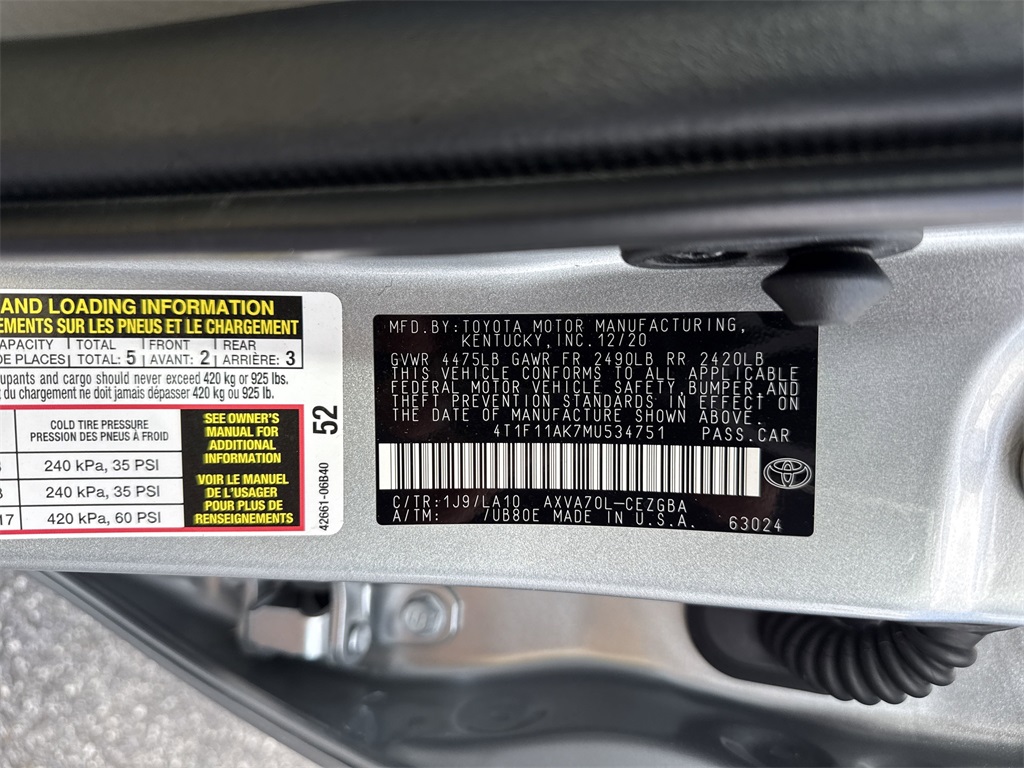 AND LOADING INFORMATION
EMENTS SUR LES PNEUS ET LE CHARGEMENT
CAPACITY TOTAL FRONT REAR
DE PLACES TOTAL: 5 AVANT: 2 ARRIÈRE: 3
upants and cargo should never exceed 420 kg or 925 lbs.
t du chargement ne doit jamais dépasser 420 kg ou 925 lb.
COLD TIRE PRESSURE
PRESSION DES PNEUS À FROID
240 kPa, 35 PSI
240 kPa, 35 PSI
17 420 kPa, 60 PSI
SEE OWNER'S
MANUAL FOR
ADDITIONAL
INFORMATION
VOIR LE MANUEL
DE L'USAGER
POUR PLUS DE
RENSEIGNEMENTS
52
42661-06B40
MFD.BY:TOYOTA MOTOR MANUFACTURING,
KENTUCKY,INC.12/20
GVWR 4475LB GAWR FR 2490LB RR 2420LB
THIS VEHICLE CONFORMS TO ALL APPLICABLE
FEDERAL MOTOR VEHICLE SAFETY,BUMPER,AND
THEFT PREVENTION STANDARDS IN EFFECT ON
THE DATE OF MANUFACTURE SHOWN ABOVE.
4T1F11AK7MU534751 PASS.CAR
C/TR:1J9/LA10 AXVA70L-CEZGBA
A/TM: /UB80E MADE IN U.S.A. 63024